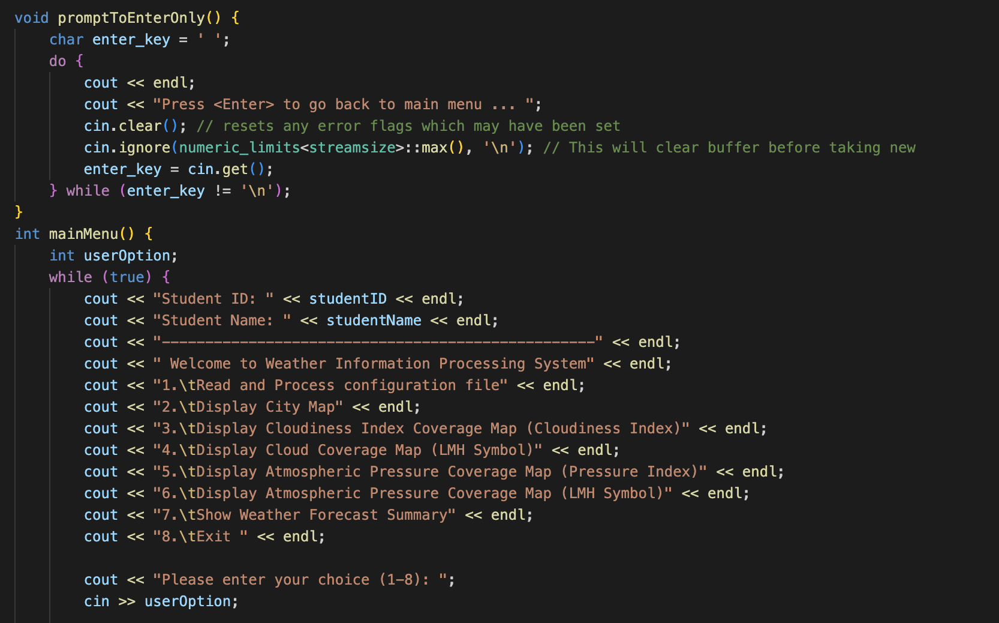 void promptToEnterOnly() {
    char enter_key = ' ';
    do {
        cout << endl;
        cout << "Press <Enter> to go back to main menu ... ";
        cin.clear(); // resets any error flags which may have been set
        cin.ignore(numeric_limits<streamsize>::max(), '\n'); // This will clear buffer before taking new
        enter_key = cin.get();
    } while (enter_key != '\n');
}
int mainMenu() {
    int userOption;
    while (true) {
        cout << "Student ID: " << studentID << endl;
        cout << "Student Name: " << studentName << endl;
        cout << "--------------------------------------------------" << endl;
        cout << " Welcome to Weather Information Processing System" << endl;
        cout << "1.\tRead and Process configuration file" << endl;
        cout << "2.\tDisplay City Map" << endl;
        cout << "3.\tDisplay Cloudiness Index Coverage Map (Cloudiness Index)" << endl;
        cout << "4.\tDisplay Cloud Coverage Map (LMH Symbol)" << endl;
        cout << "5.\tDisplay Atmospheric Pressure Coverage Map (Pressure Index)" << endl;
        cout << "6.\tDisplay Atmospheric Pressure Coverage Map (LMH Symbol)" << endl;
        cout << "7.\tShow Weather Forecast Summary" << endl;
        cout << "8.\tExit " << endl;

        cout << "Please enter your choice (1-8): ";
        cin >> userOption;